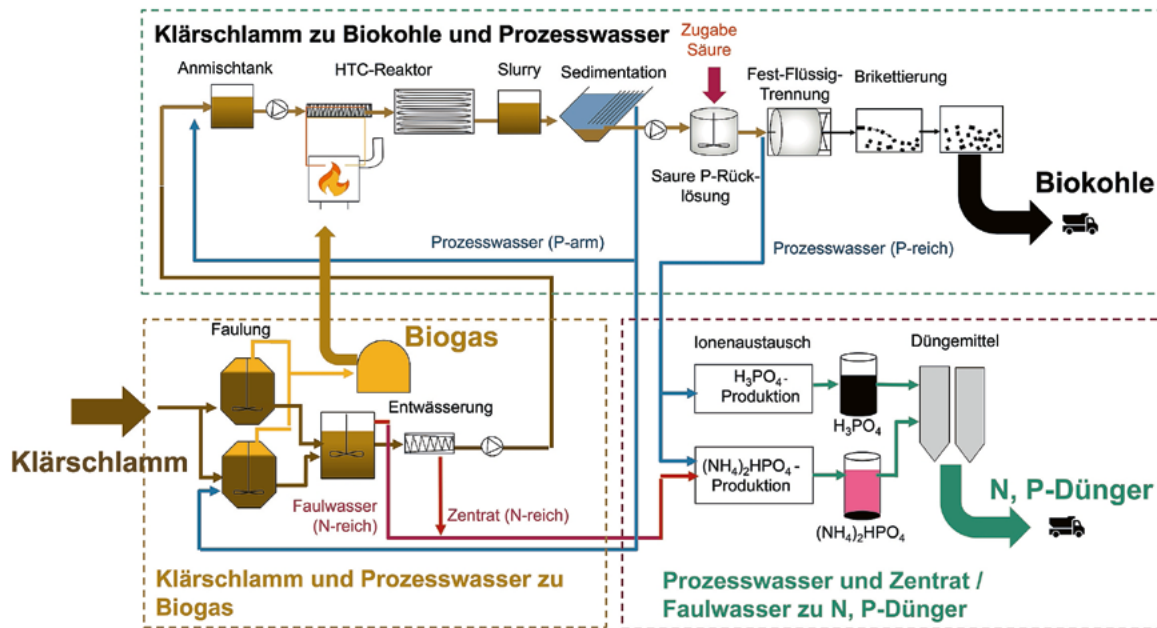 Klärschlamm zu Biokohle und Prozesswasser
Zugabe
Säure
Anmischtank
HTC-Reaktor
Slurry
Sedimentation
Fest-Flüssig-
Trennung
Brikettierung
Saure P-Rück-
lösung
Biokohle
Prozesswasser (P-arm)
Prozesswasser (P-reich)
Faulung
Biogas
Entwässerung
Klärschlamm
Faulwasser
(N-reich)
Zentrat (N-reich)
Klärschlamm und Prozesswasser zu
Biogas
Ionenaustausch
Düngemittel
H₃PO₄-
Produktion
H₃PO₄
(NH₄)₂HPO₄-
Produktion
(NH₄)₂HPO₄
N, P-Dünger
Prozesswasser und Zentrat /
Faulwasser zu N, P-Dünger